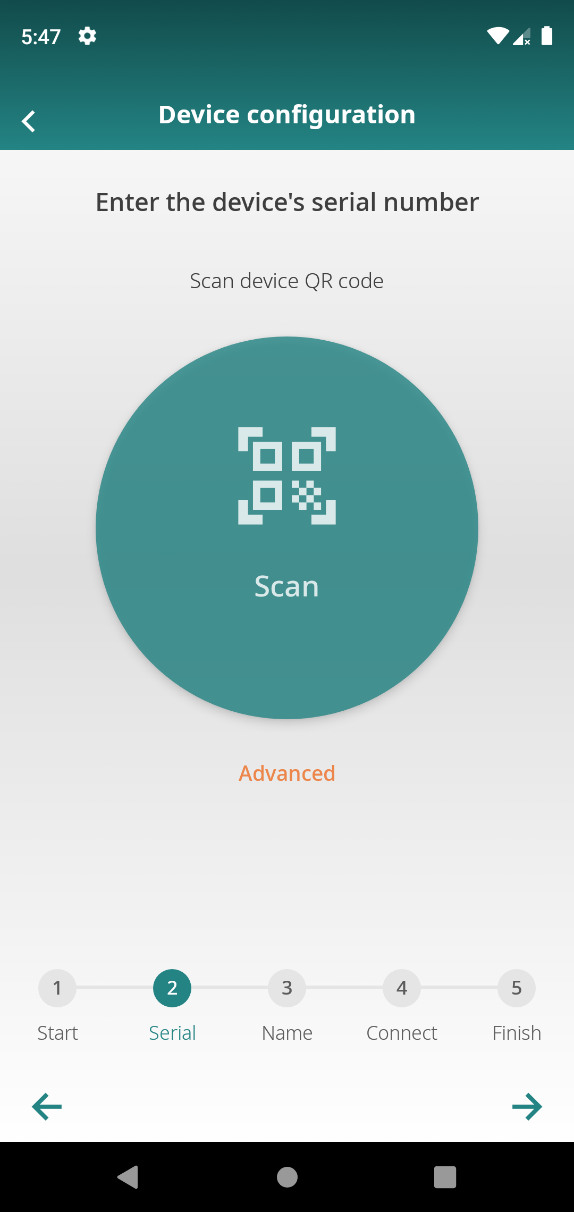 5:47
Device configuration
Enter the device's serial number
Scan device QR code
Scan
Advanced
1 2 3 4 5
Start Serial Name Connect Finish